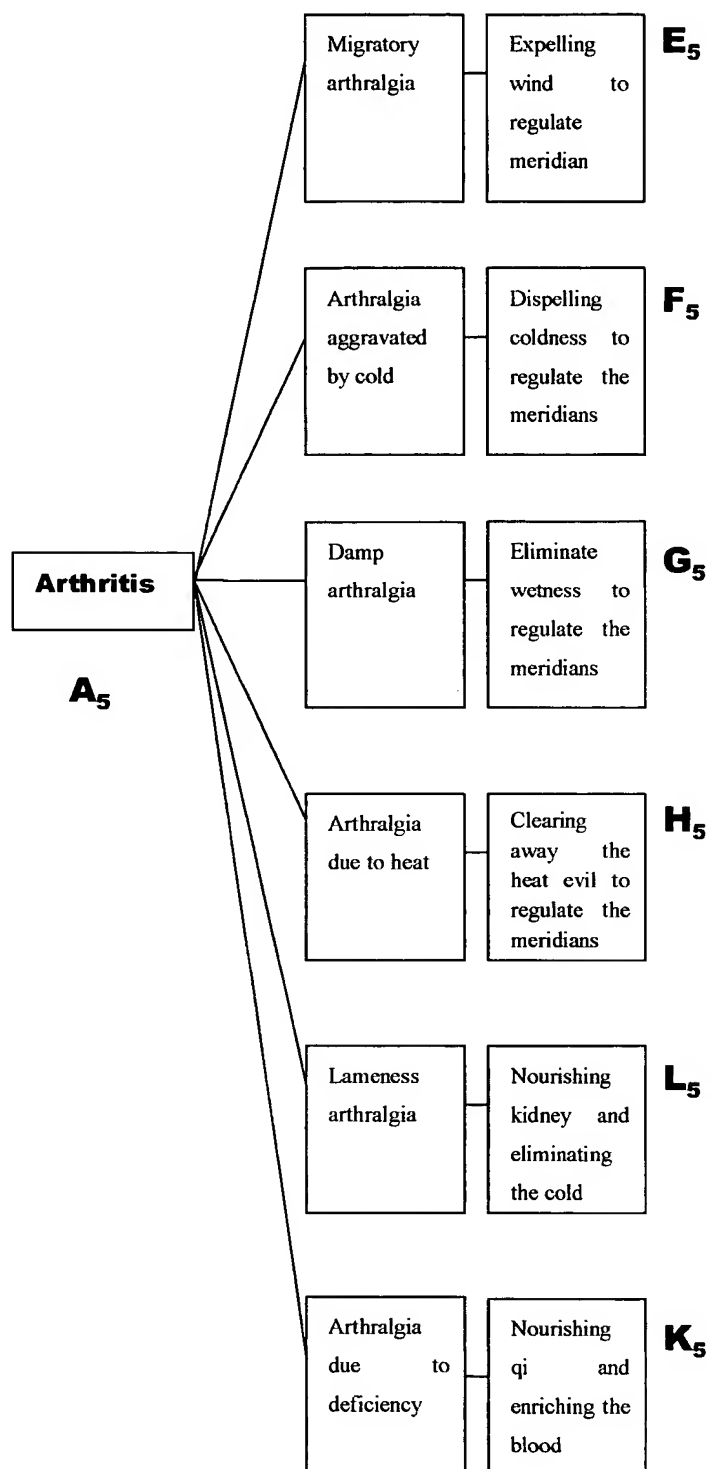 Migratory
arthralgia
Expelling
wind to
regulate
meridian
E5
Arthralgia
aggravated
by cold
Dispelling
coldness to
regulate the
meridians
F5
Arthritis
A5
Damp
arthralgia
Eliminate
wetness to
regulate the
meridians
G5
Arthralgia
due to heat
Clearing
away the
heat evil to
regulate the
meridians
H5
Lameness
arthralgia
Nourishing
kidney and
eliminating
the cold
L5
Arthralgia
due to
deficiency
Nourishing
qi and
enriching the
blood
K5